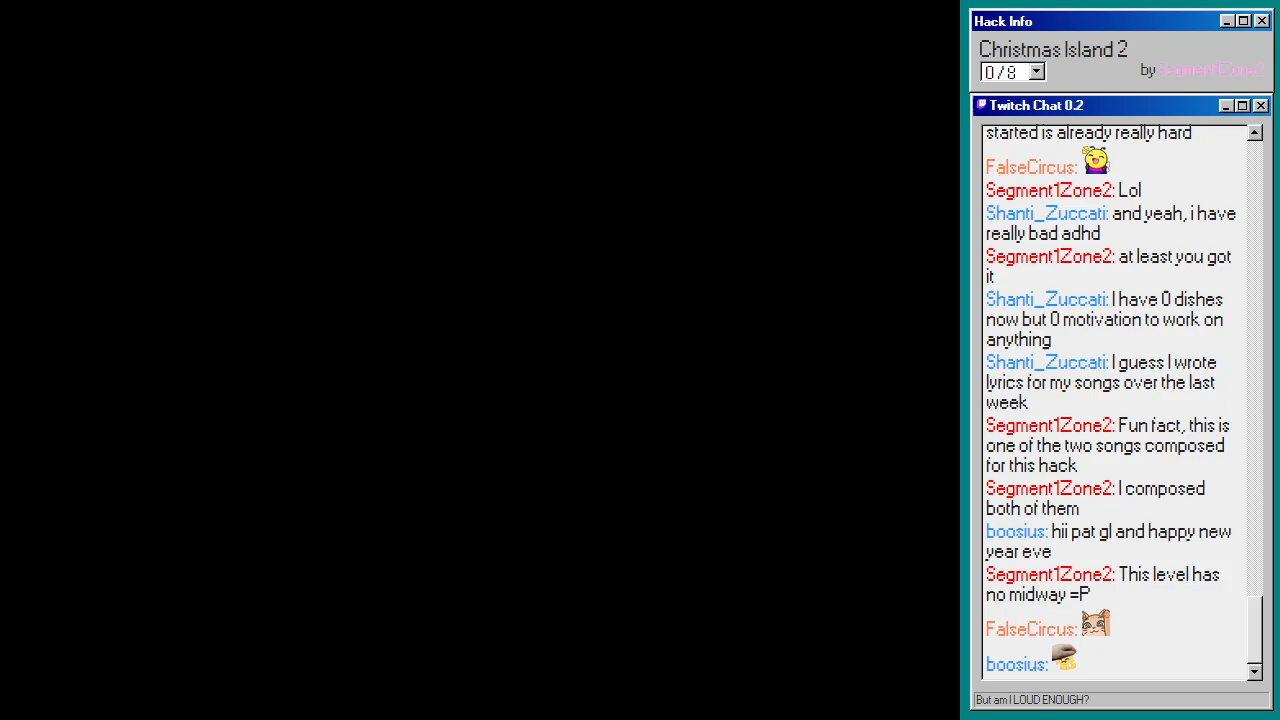 Hack Info
Christmas Island 2
0/8
by Segment1Zone2
Twitch Chat 0.2
started is already really hard
FalseCircus:
Segment1Zone2: Lol
Shanti_Zuccati: and yeah, i have
really bad adhd
Segment1Zone2: at least you got
it
Shanti_Zuccati: I have 0 dishes
now but 0 motivation to work on
anything
Shanti_Zuccati: I guess I wrote
lyrics for my songs over the last
week
Segment1Zone2: Fun fact, this is
one of the two songs composed
for this hack
Segment1Zone2: I composed
both of them
boosius: hii pat gl and happy new
year eve
Segment1Zone2: This level has
no midway =P
FalseCircus:
boosius:
But am I LOUD ENOUGH?